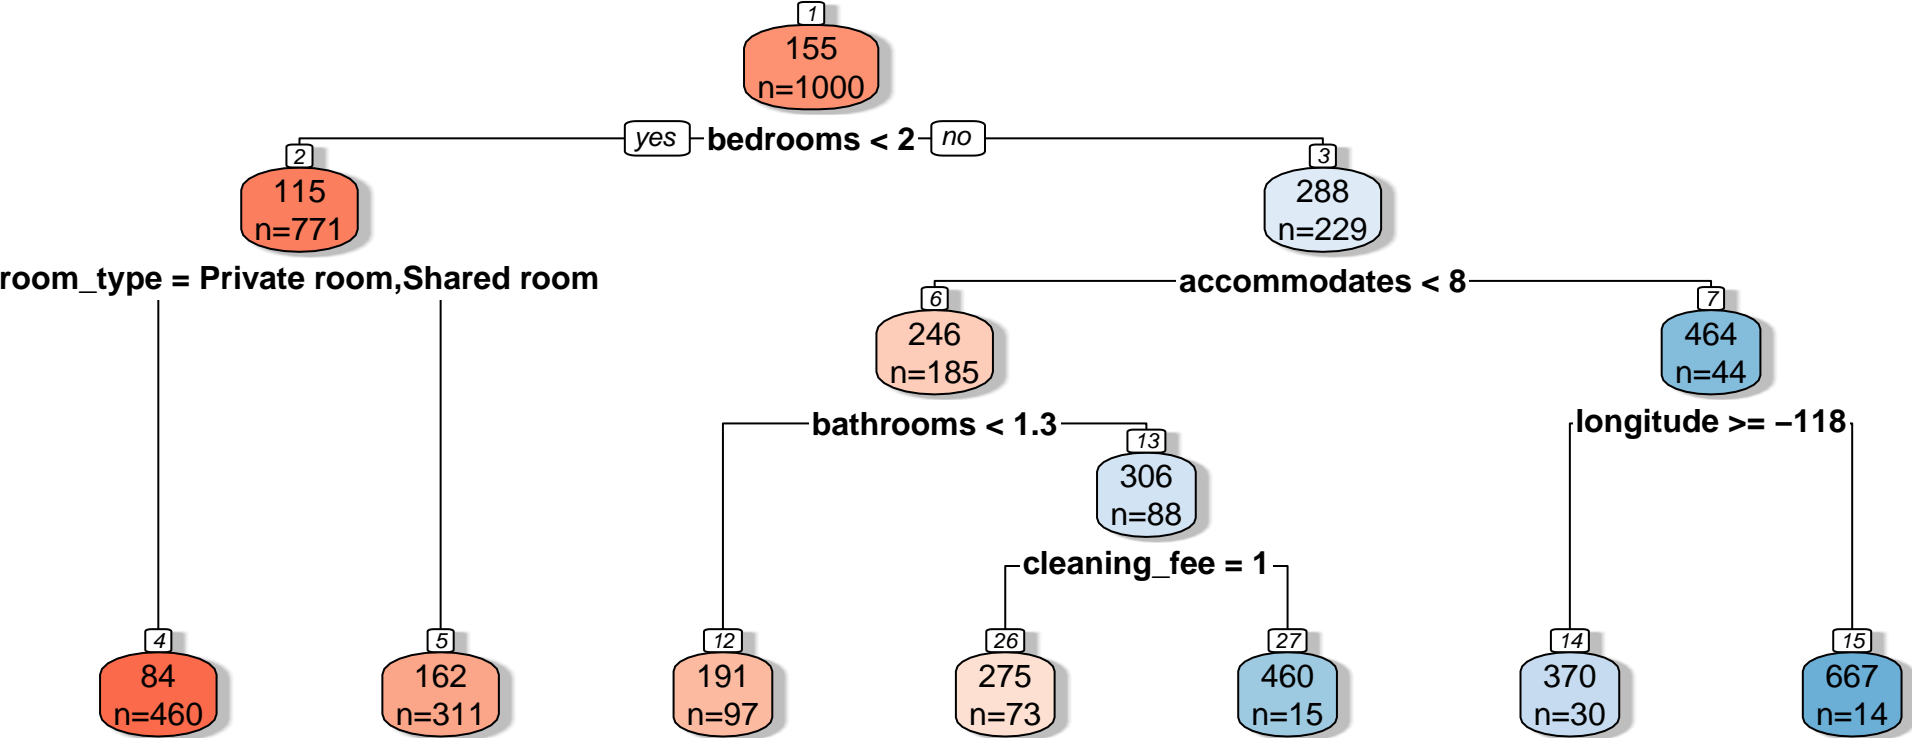 1
155
n=1000
yes bedrooms < 2 no
2
115
n=771
3
288
n=229
room_type = Private room,Shared room
accommodates < 8
6
246
n=185
7
464
n=44
bathrooms < 1.3
longitude >= −118
13
306
n=88
cleaning_fee = 1
4
84
n=460
5
162
n=311
12
191
n=97
26
275
n=73
27
460
n=15
14
370
n=30
15
667
n=14